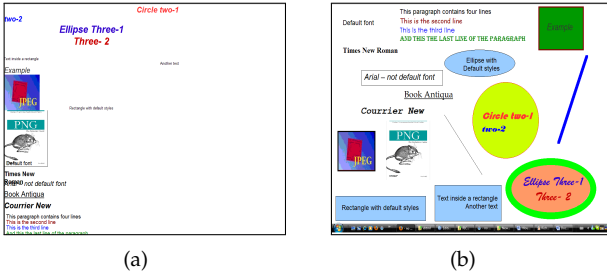 Circle two-1
two-2
Ellipse Three-1
Three- 2
Text inside a rectangle
Another text
Example
JPEG
Rectangle with default styles
PNG
Default font
Times New
Roman
Arial – not default font
Book Antiqua
Courrier New
This paragraph contains four lines
This is the second line
This is the third line
And this the last line of the paragraph
(a)
This paragraph contains four lines
Default font
This is the second line
This is the third line
AND THIS THE LAST LINE OF THE PARAGRAPH
Example
Times New Roman
Ellipse with
Default styles
Arial – not default font
Book Antiqua
Courrier New
Circle two-1
two-2
JPEG
PNG
Ellipse Three-1
Three- 2
Rectangle with default styles
Text inside a rectangle
Another text
(b)